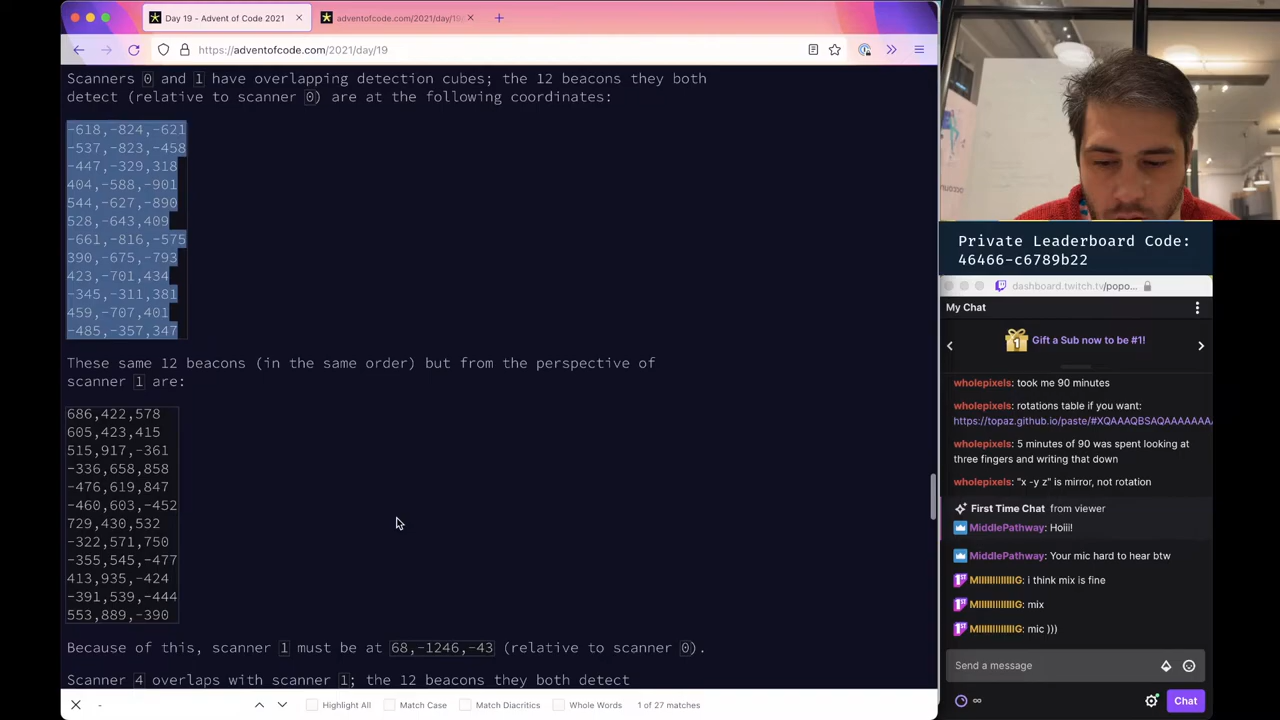 Day 19 - Advent of Code 2021
adventofcode.com/2021/day/19
https://adventofcode.com/2021/day/19
Scanners 0 and 1 have overlapping detection cubes; the 12 beacons they both
detect (relative to scanner 0) are at the following coordinates:
-618,-824,-621
-537,-823,-458
-447,-329,318
404,-588,-901
544,-627,-890
528,-643,409
-661,-816,-575
390,-675,-793
423,-701,434
-345,-311,381
459,-707,401
-485,-357,347
These same 12 beacons (in the same order) but from the perspective of
scanner 1 are:
686,422,578
605,423,415
515,917,-361
-336,658,858
-476,619,847
-460,603,-452
729,430,532
-322,571,750
-355,545,-477
413,935,-424
-391,539,-444
553,889,-390
Because of this, scanner 1 must be at 68,-1246,-43 (relative to scanner 0).
Scanner 4 overlaps with scanner 1; the 12 beacons they both detect
-
Highlight All
Match Case
Match Diacritics
Whole Words
1 of 27 matches
Private Leaderboard Code:
46466-c6789b22
dashboard.twitch.tv/popo...
My Chat
1
Gift a Sub now to be #1!
wholepixels: took me 90 minutes
wholepixels: rotations table if you want:
https://topaz.github.io/paste/#XQAAAQBSAQAAAAAAA
wholepixels: 5 minutes of 90 was spent looking at
three fingers and writing that down
wholepixels: "x -y z" is mirror, not rotation
First Time Chat from viewer
MiddlePathway: Hoiii!
MiddlePathway: Your mic hard to hear btw
i think mix is fine
mix
mic )))
Send a message
∞
Chat